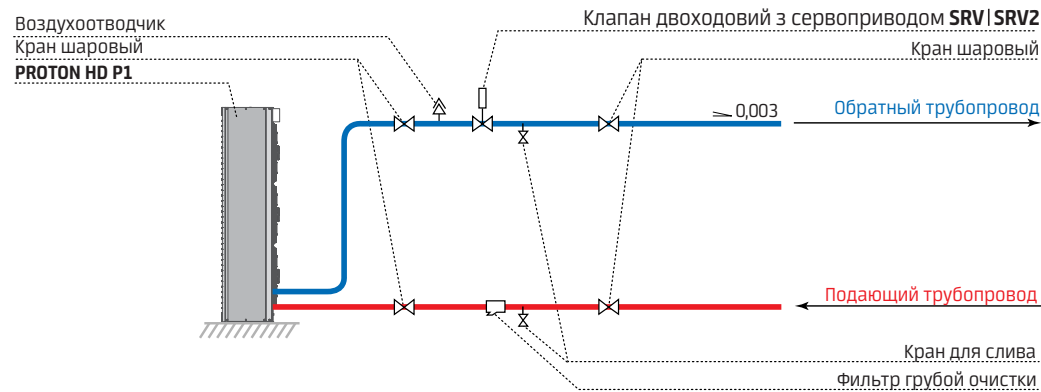 Воздухоотводчик
Клапан двоходовий з сервоприводом SRV|SRV2
Кран шаровый
Кран шаровый
PROTON HD P1
0,003
Обратный трубопровод
Подающий трубопровод
Кран для слива
Фильтр грубой очистки